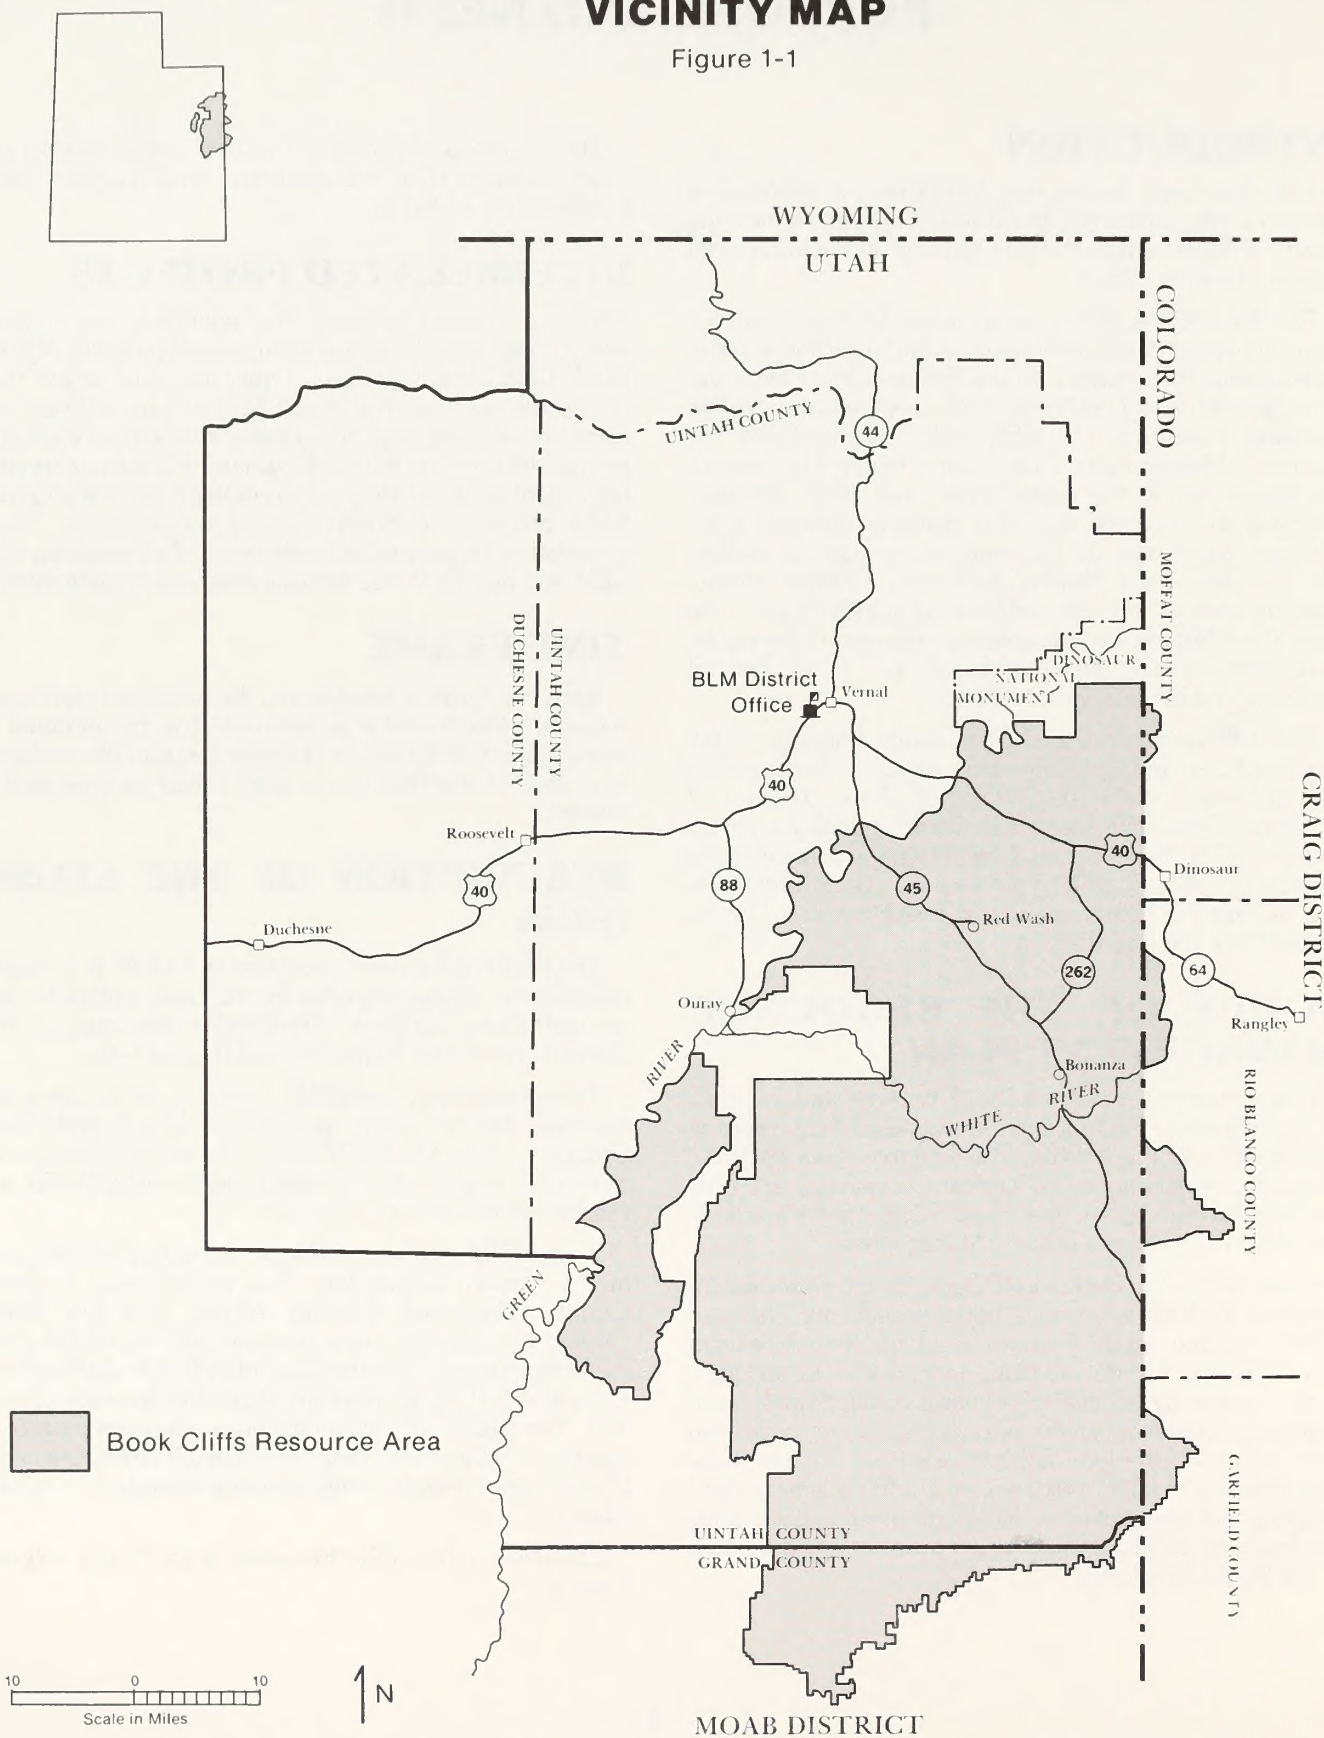 VICINITY MAP
Figure 1-1
WYOMING
UTAH
COLORADO
UINTAH COUNTY
44
MOFFAT COUNTY
DUCHESNE COUNTY
UINTAH COUNTY
DINOSAUR
NATIONAL
MONUMENT
BLM District
Office
Vernal
40
CRAIG DISTRICT
Roosevelt
40
40
Dinosaur
88
45
Duchesne
Red Wash
262
64
Ouray
Rangley
RIVER
Bonanza
WHITE
RIVER
RIO BLANCO COUNTY
GREEN
Book Cliffs Resource Area
GARFIELD COUNTY
UINTAH COUNTY
GRAND COUNTY
10 0 10
Scale in Miles
N
MOAB DISTRICT